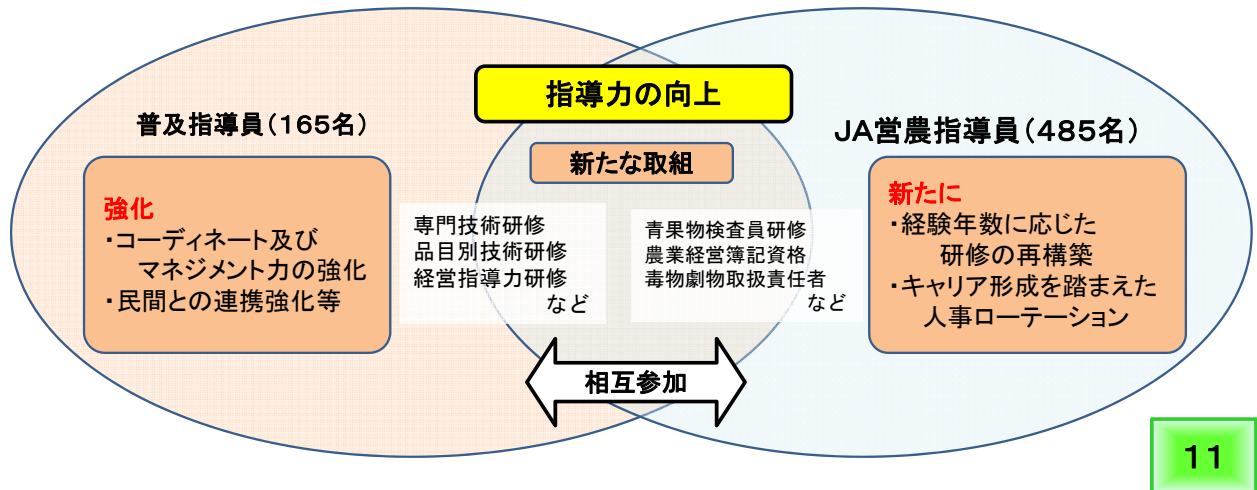 指導力の向上
普及指導員(165名)
JA営農指導員(485名)
新たな取組
強化
・コーディネート及び
マネジメント力の強化
・民間との連携強化等
専門技術研修
品目別技術研修
経営指導力研修
など
青果物検査員研修
農業経営簿記資格
毒物劇物取扱責任者
など
新たに
・経験年数に応じた
研修の再構築
・キャリア形成を踏まえた
人事ローテーション
相互参加
11